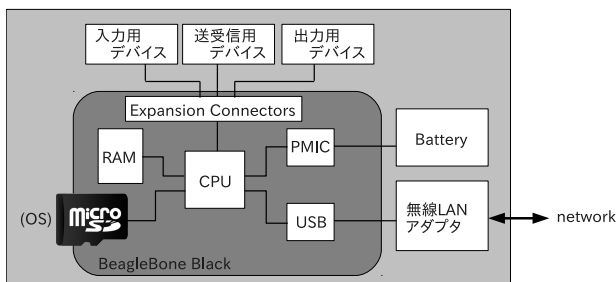 入力用
デバイス
送受信用
デバイス
出力用
デバイス
Expansion Connectors
RAM
CPU
PMIC
Battery
(OS)
micro
SD
USB
無線LAN
アダプタ
network
BeagleBone Black